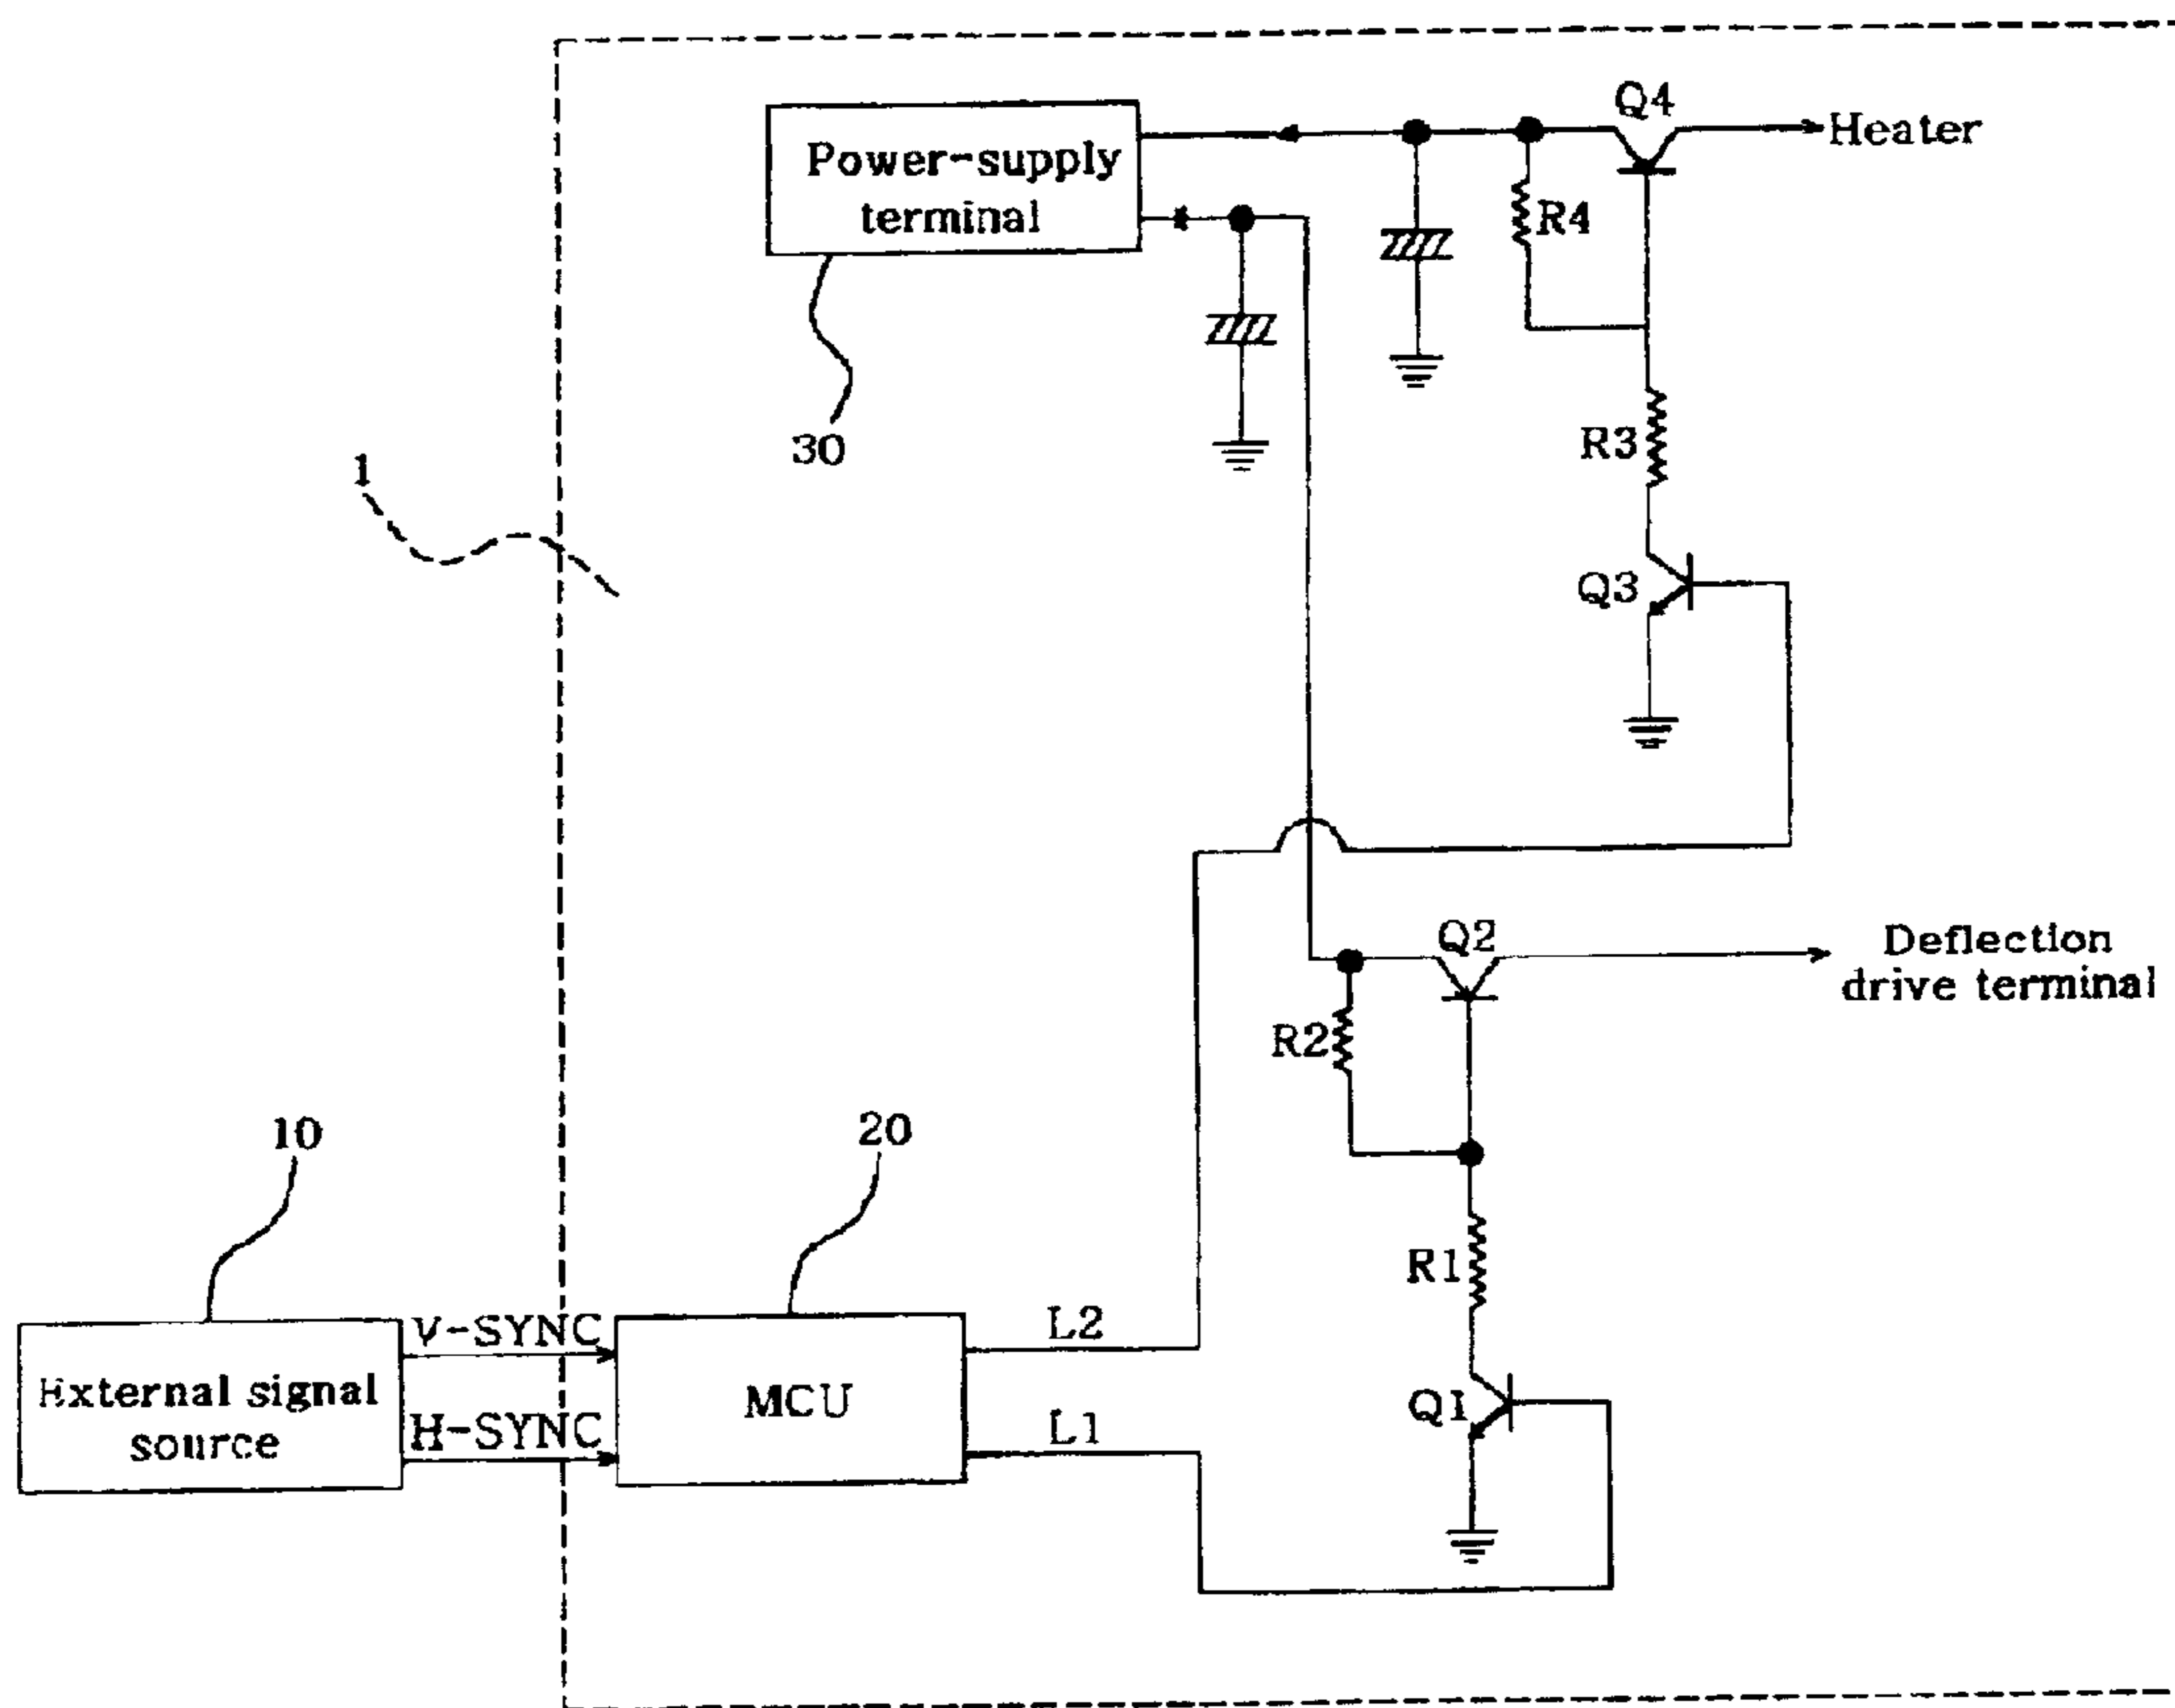 Q4
Heater
Power-supply
terminal
R4
30
R3
1
Q3
Q2
Deflection
drive terminal
R2
10
20
R1
V-SYNC
L2
External signal
source
MCU
Q1
H-SYNC
L1